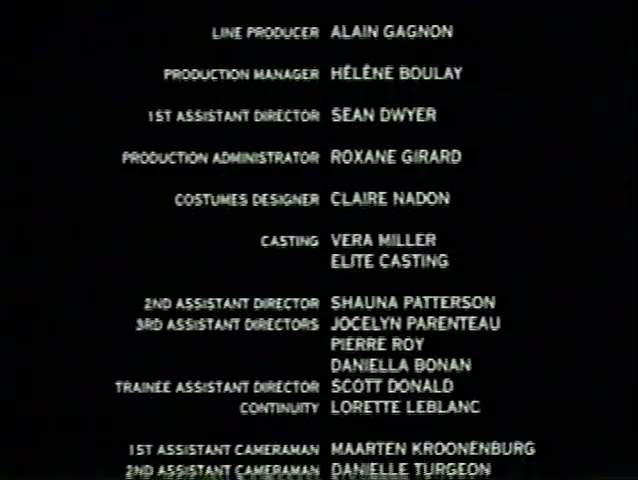 LINE PRODUCER ALAIN GAGNON
PRODUCTION MANAGER HÉLÈNE BOULAY
1ST ASSISTANT DIRECTOR SEAN DWYER
PRODUCTION ADMINISTRATOR ROXANE GIRARD
COSTUMES DESIGNER CLAIRE NADON
CASTING VERA MILLER
ELITE CASTING
2ND ASSISTANT DIRECTOR SHAUNA PATTERSON
3RD ASSISTANT DIRECTORS JOCELYN PARENTEAU
PIERRE ROY
DANIELLA BONAN
TRAINEE ASSISTANT DIRECTOR SCOTT DONALD
CONTINUITY LORETTE LEBLANC
1ST ASSISTANT CAMERAMAN MAARTEN KROONENBURG
2ND ASSISTANT CAMERAMAN DANIELLE TURGEON